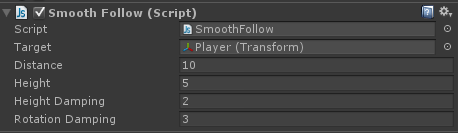 Smooth Follow (Script)
Script SmoothFollow
Target Player (Transform)
Distance 10
Height 5
Height Damping 2
Rotation Damping 3